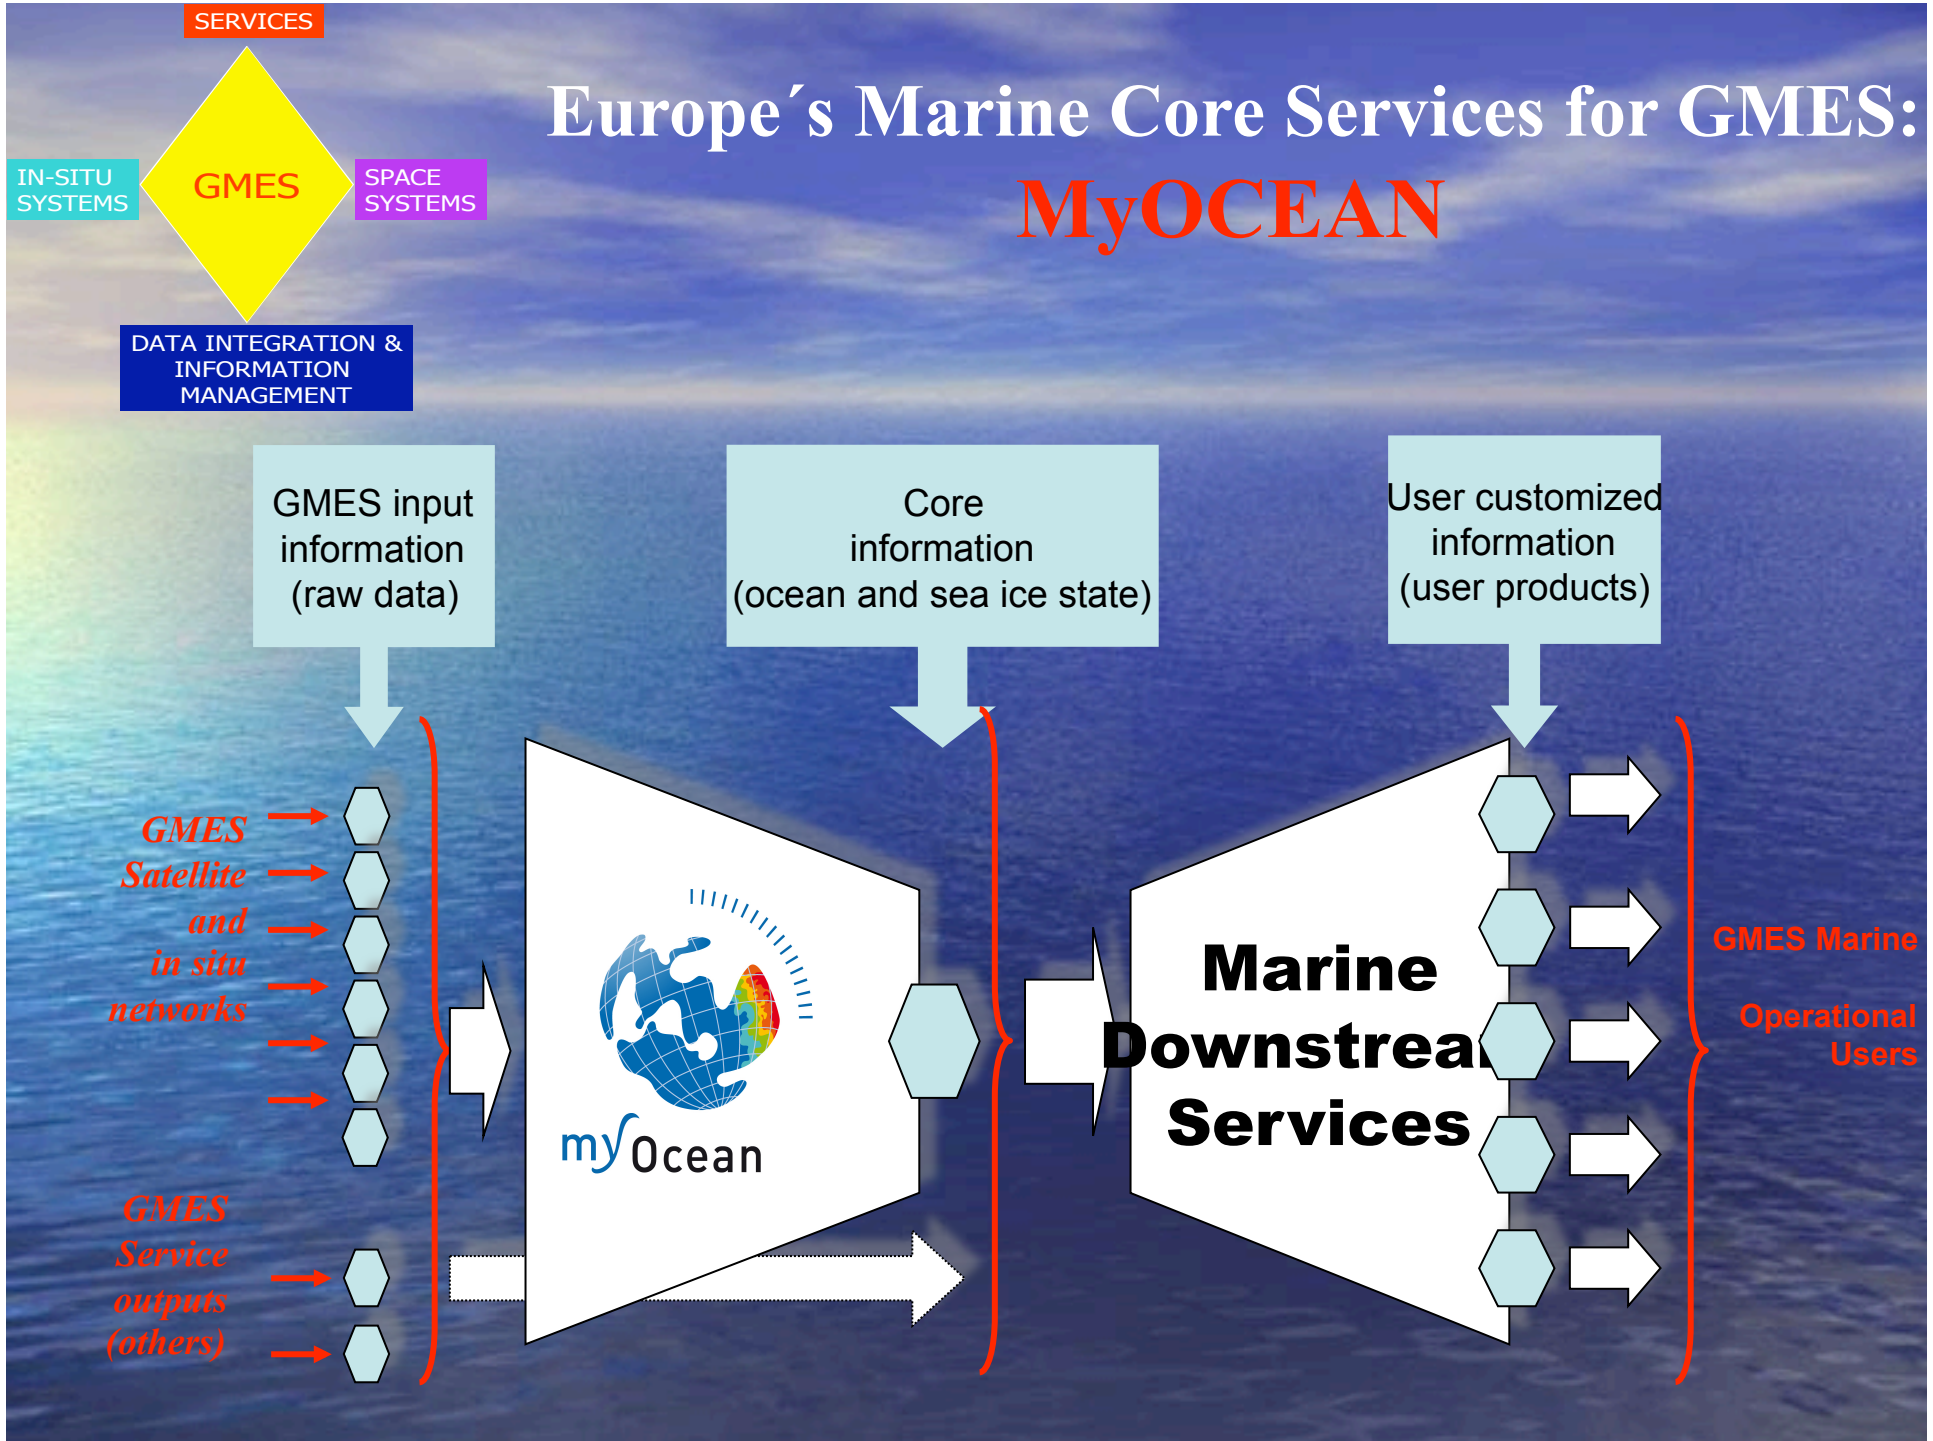 SERVICES
IN-SITU
SYSTEMS
GMES
SPACE
SYSTEMS
DATA INTEGRATION &
INFORMATION
MANAGEMENT
Europe´s Marine Core Services for GMES:
MyOCEAN
GMES input
information
(raw data)
Core
information
(ocean and sea ice state)
User customized
information
(user products)
GMES
Satellite
and
in situ
networks
GMES
Service
outputs
(others)
myOcean
Marine
Downstream
Services
GMES Marine
Operational
Users